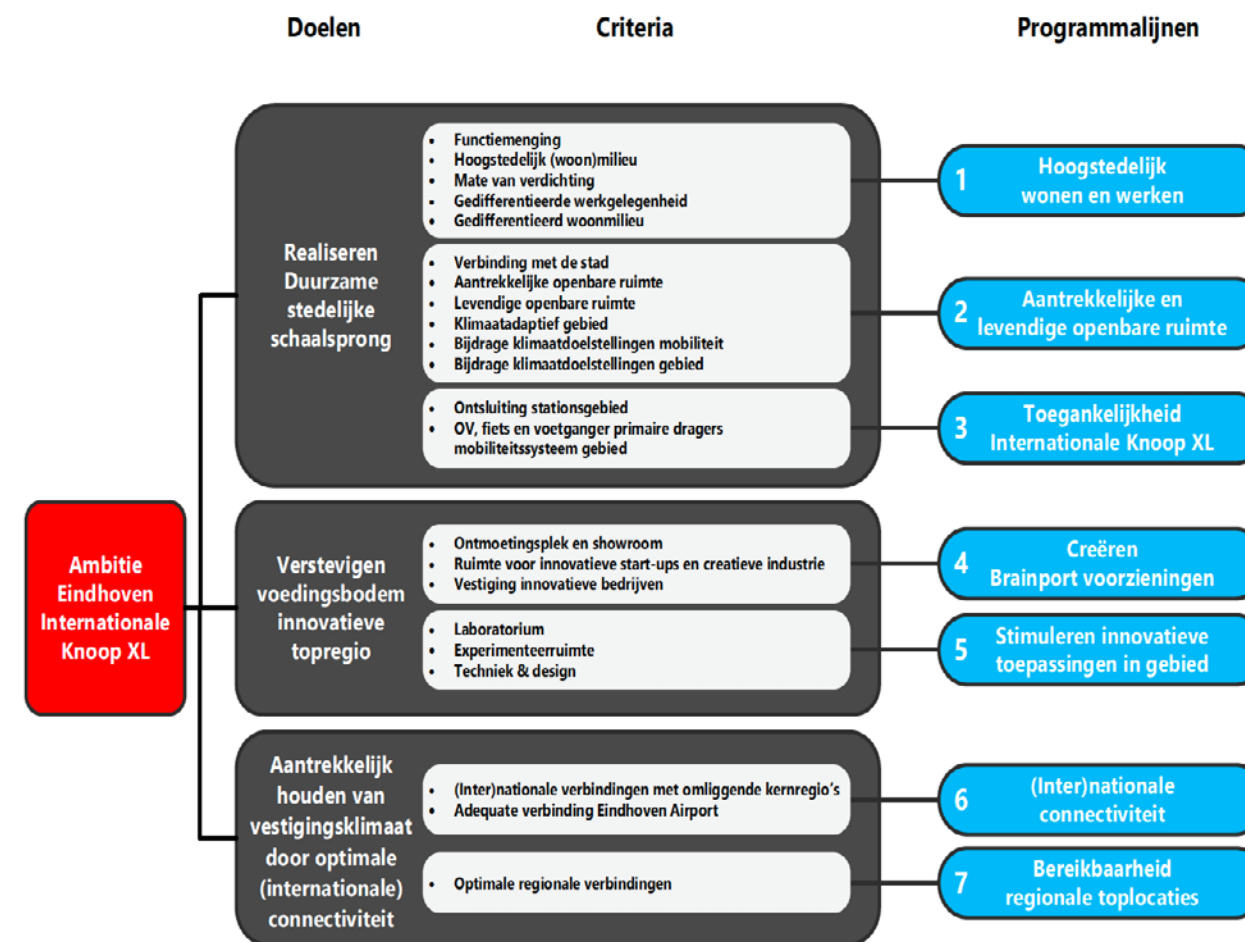 Doelen
Criteria
Programmalijnen
Ambitie
Eindhoven
Internationale
Knoop XL
Realiseren
Duurzame
stedelijke
schaalsprong
• Functiemenging
• Hoogstedelijk (woon)milieu
• Mate van verdichting
• Gedifferentieerde werkgelegenheid
• Gedifferentieerd woonmilieu
1
Hoogstedelijk
wonen en werken
• Verbinding met de stad
• Aantrekkelijke openbare ruimte
• Levendige openbare ruimte
• Klimaatadaptief gebied
• Bijdrage klimaatdoelstellingen mobiliteit
• Bijdrage klimaatdoelstellingen gebied
2
Aantrekkelijke en
levendige openbare ruimte
• Ontsluiting stationsgebied
• OV, fiets en voetganger primaire dragers
mobiliteitssysteem gebied
3
Toegankelijkheid
Internationale Knoop XL
Verstevigen
voedingsbodem
innovatieve
topregio
• Ontmoetingsplek en showroom
• Ruimte voor innovatieve start-ups en creatieve industrie
• Vestiging innovatieve bedrijven
4
Creëren
Brainport voorzieningen
• Laboratorium
• Experimenteerruimte
• Techniek & design
5
Stimuleren innovatieve
toepassingen in gebied
Aantrekkelijk
houden van
vestigingsklimaat
door optimale
(internationale)
connectiviteit
• (Inter)nationale verbindingen met omliggende kernregio's
• Adequate verbinding Eindhoven Airport
6
(Inter)nationale
connectiviteit
• Optimale regionale verbindingen
7
Bereikbaarheid
regionale toplocaties